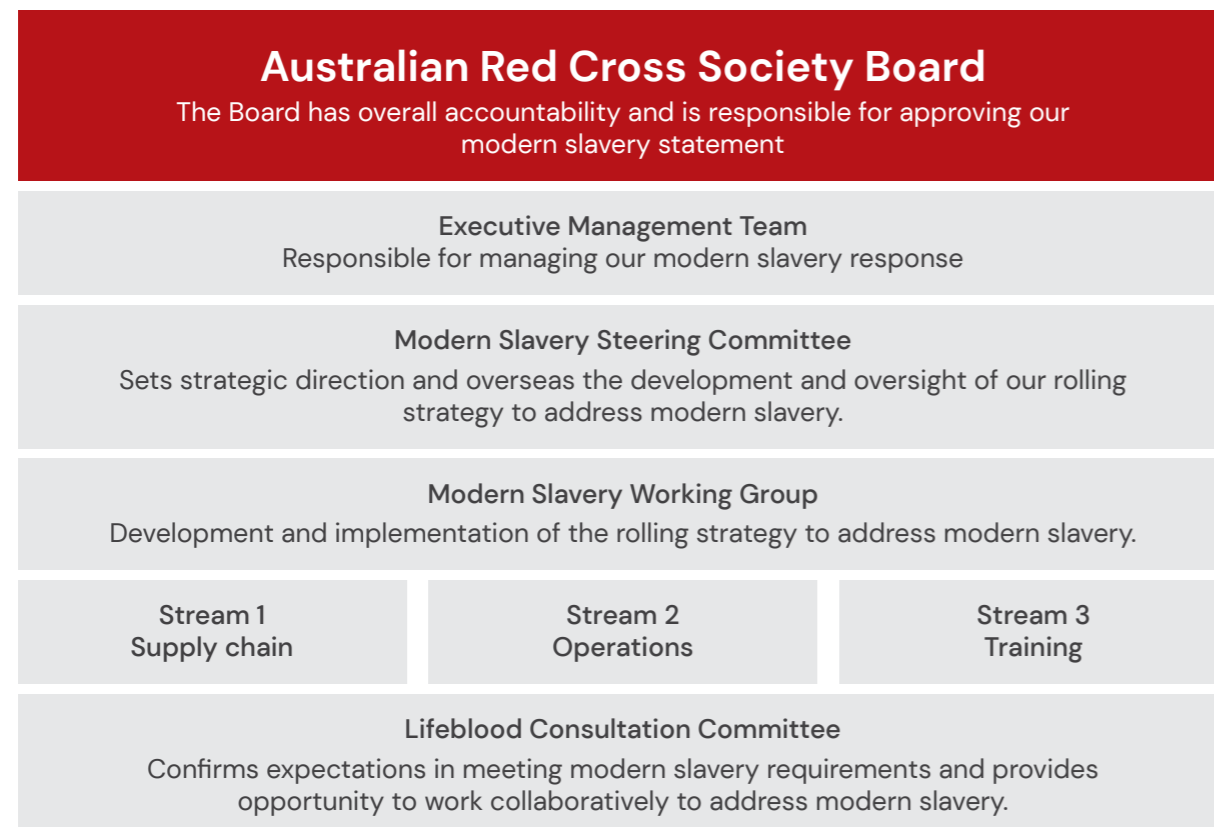 Australian Red Cross Society Board
The Board has overall accountability and is responsible for approving our
modern slavery statement
Executive Management Team
Responsible for managing our modern slavery response
Modern Slavery Steering Committee
Sets strategic direction and overseas the development and oversight of our rolling
strategy to address modern slavery.
Modern Slavery Working Group
Development and implementation of the rolling strategy to address modern slavery.
Stream 1
Supply chain
Stream 2
Operations
Stream 3
Training
Lifeblood Consultation Committee
Confirms expectations in meeting modern slavery requirements and provides
opportunity to work collaboratively to address modern slavery.